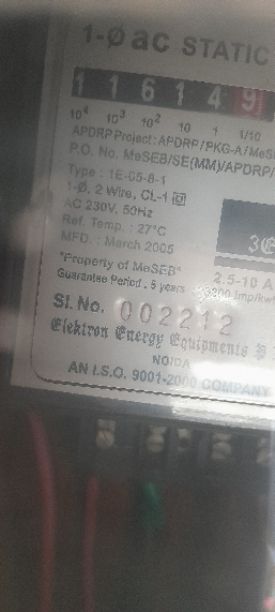 1-Ø ac STATIC
1 1 6 1 4 9
10⁴ 10³ 10² 10 1 1/10
APDRP Project: APDRP/PKG-A/MeS
P.O. No. MeSEB/SE(MM)/APDRP/
Type : 1E-05-8-1
1-Ø, 2 Wire, CL-1
AC 230V, 50Hz
Ref. Temp. : 27°C
MFD. : March 2005
"Property of MeSEB"
Guarantee Period . 5 years
2.5-10 A
3200 imp/kw
Sl. No. 002212
Elektron Energy Equipments
NOIDA
AN I.S.O. 9001-2000 COMPANY